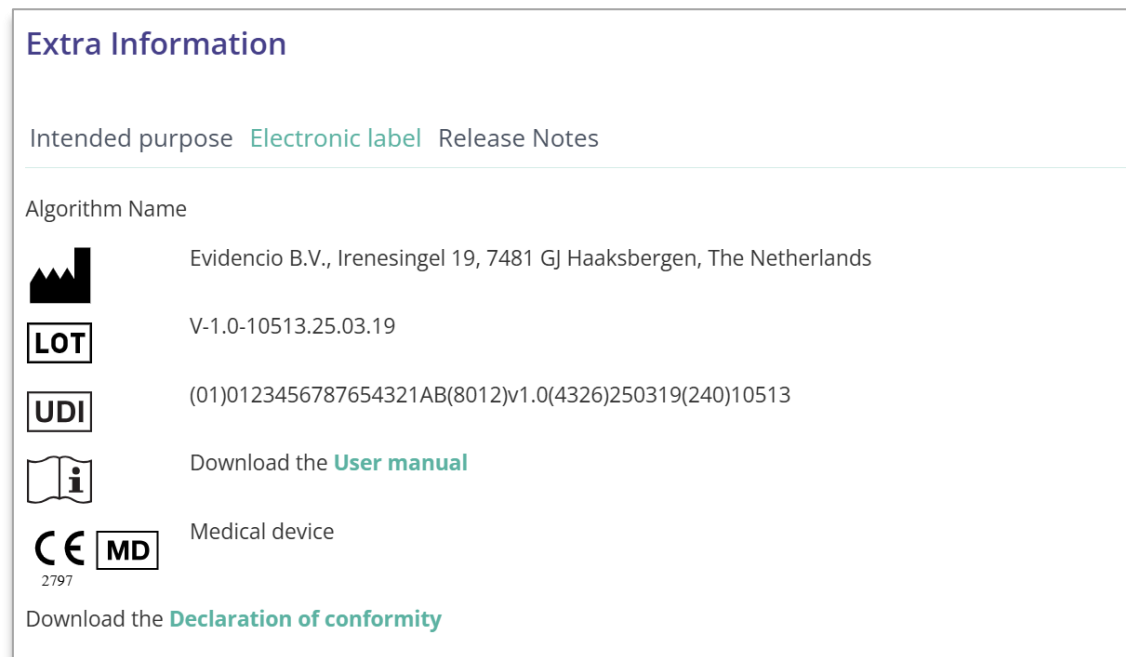 Extra Information
Intended purpose Electronic label Release Notes
Algorithm Name
Evidencio B.V., Irenesingel 19, 7481 GJ Haaksbergen, The Netherlands
LOT V-1.0-10513.25.03.19
UDI (01)0123456787654321AB(8012)v1.0(4326)250319(240)10513
i Download the User manual
CE MD Medical device
2797
Download the Declaration of conformity